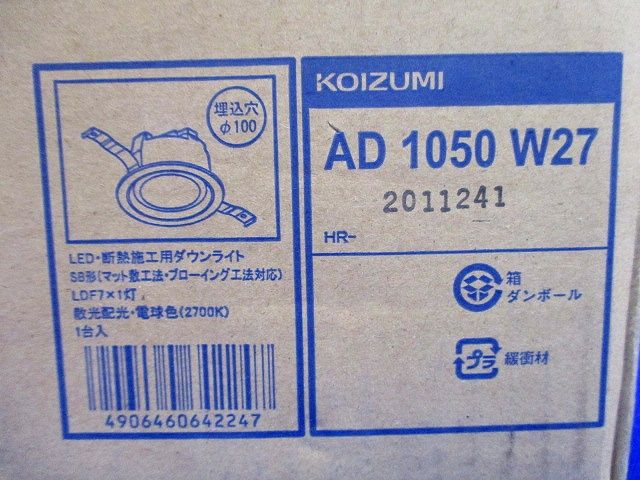 埋込穴
φ100
LED・断熱施工用ダウンライト
SB形(マット敷工法・ブローイング工法対応)
LDF7×1灯
散光配光・電球色(2700K)
1台入
4906460642247
KOIZUMI
AD 1050 W27
2011241
HR-
箱
ダンボール
プラ
緩衝材